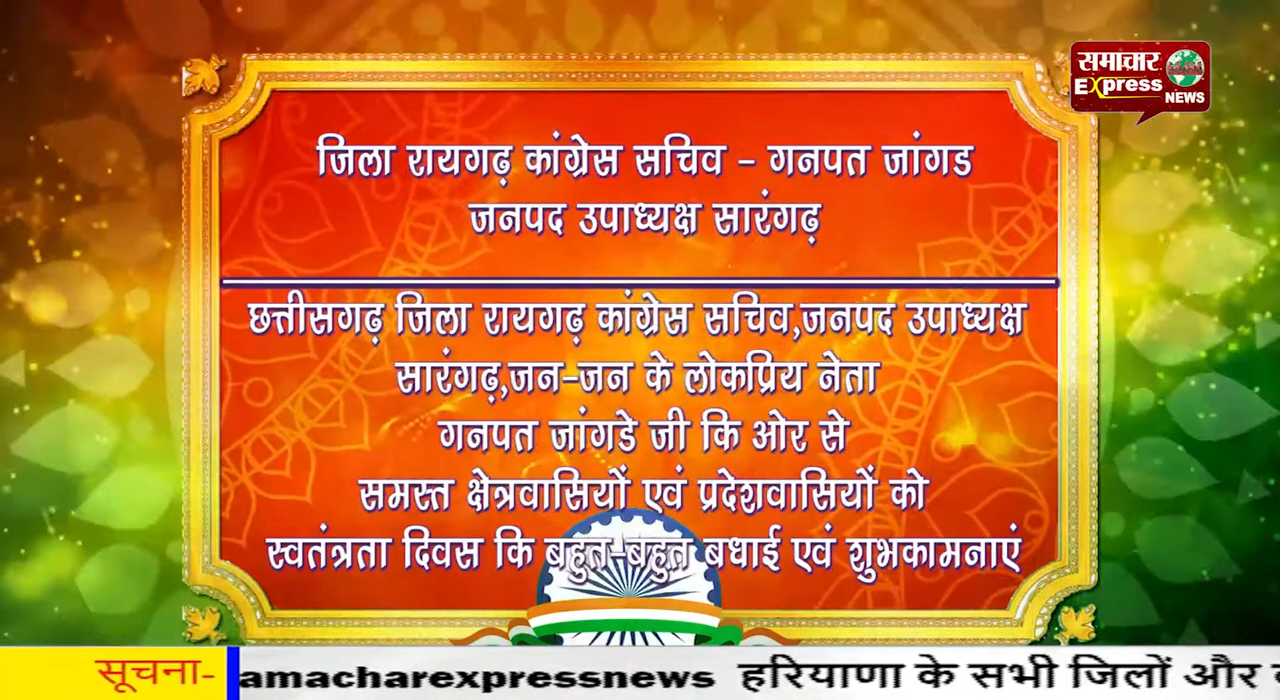 समाचार
Express
NEWS
जिला रायगढ़ कांग्रेस सचिव - गनपत जांगड
जनपद उपाध्यक्ष सारंगढ़
छत्तीसगढ़ जिला रायगढ़ कांग्रेस सचिव,जनपद उपाध्यक्ष
सारंगढ़,जन-जन के लोकप्रिय नेता
गनपत जांगडे जी कि ओर से
समस्त क्षेत्रवासियों एवं प्रदेशवासियों को
स्वतंत्रता दिवस कि बहुत-बहुत बधाई एवं शुभकामनाएं
सूचना- amacharexpressnews हरियाणा के सभी जिलों और